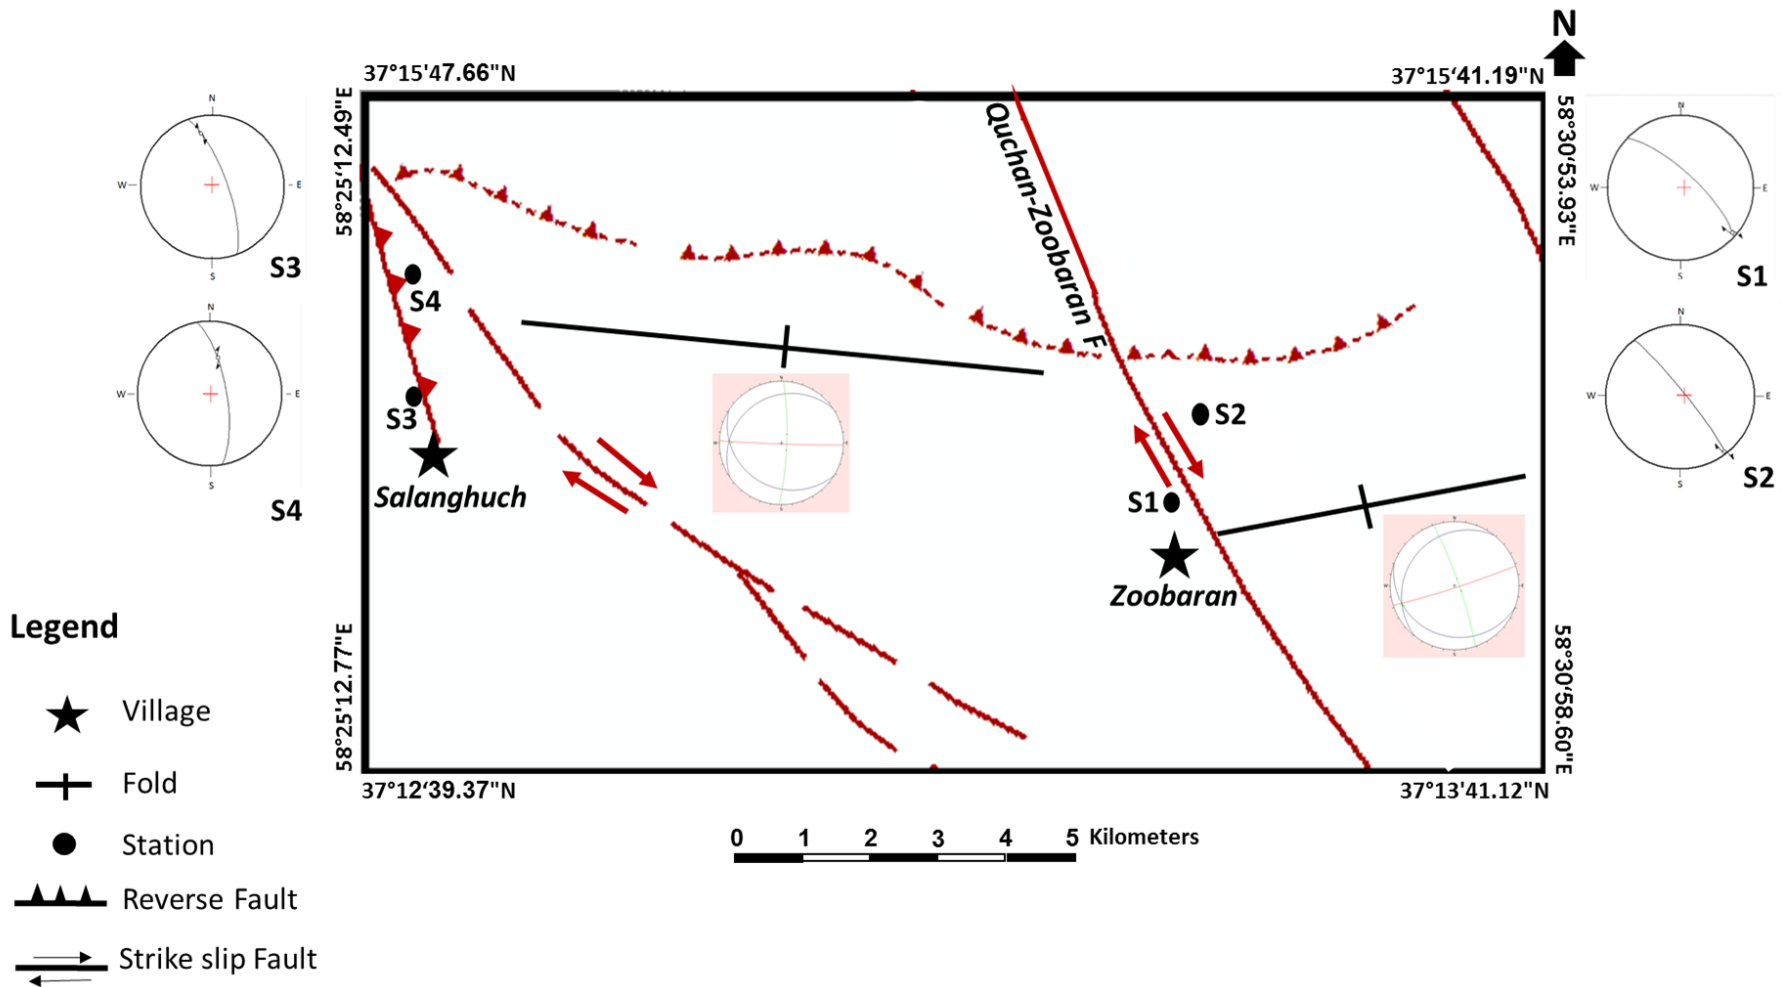 N
37°15'47.66"N
37°15'41.19"N
58°25'12.49"E
58°30'53.93"E
Quchan-Zoobaran F
N
W
E
S
S3
N
W
E
S
S1
S4
N
W
E
S
S4
S3
S2
N
W
E
S
S2
Salanghuch
S1
Zoobaran
58°25'12.77"E
58°30'58.60"E
37°12'39.37"N
37°13'41.12"N
0 1 2 3 4 5 Kilometers
Legend
Village
Fold
Station
Reverse Fault
Strike slip Fault